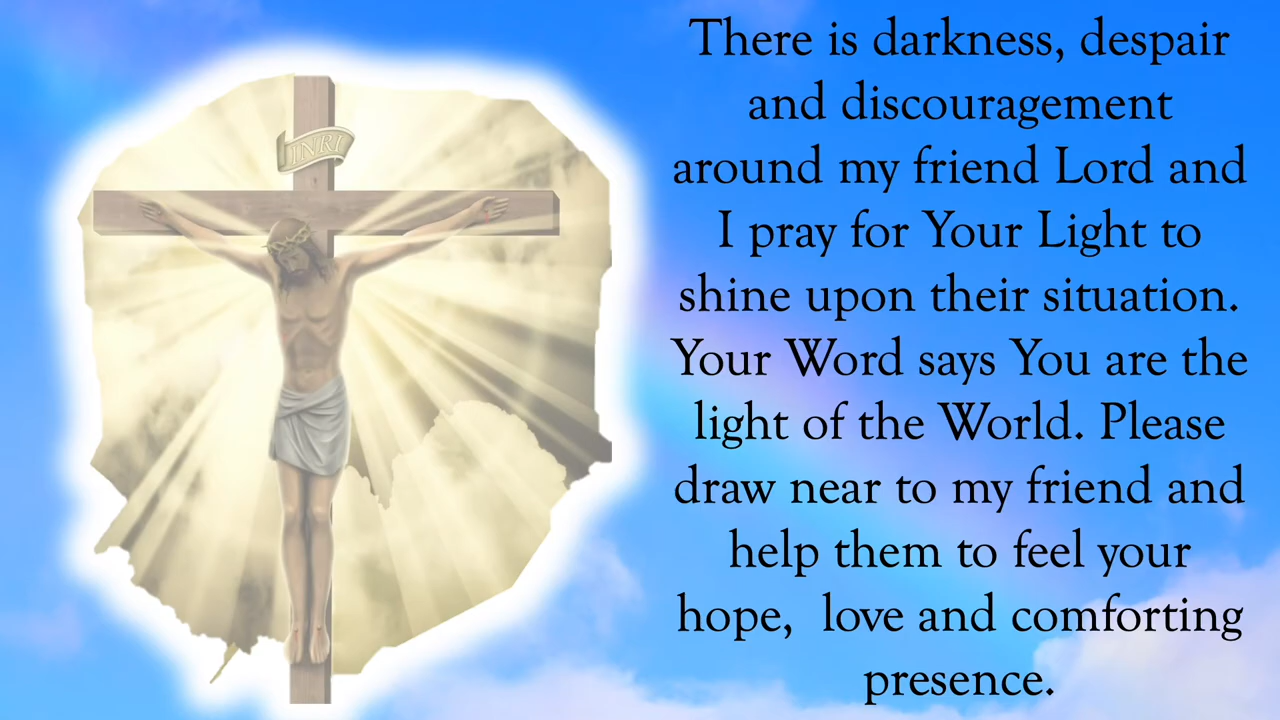 INRI
There is darkness, despair
and discouragement
around my friend Lord and
I pray for Your Light to
shine upon their situation.
Your Word says You are the
light of the World. Please
draw near to my friend and
help them to feel your
hope,  love and comforting
presence.